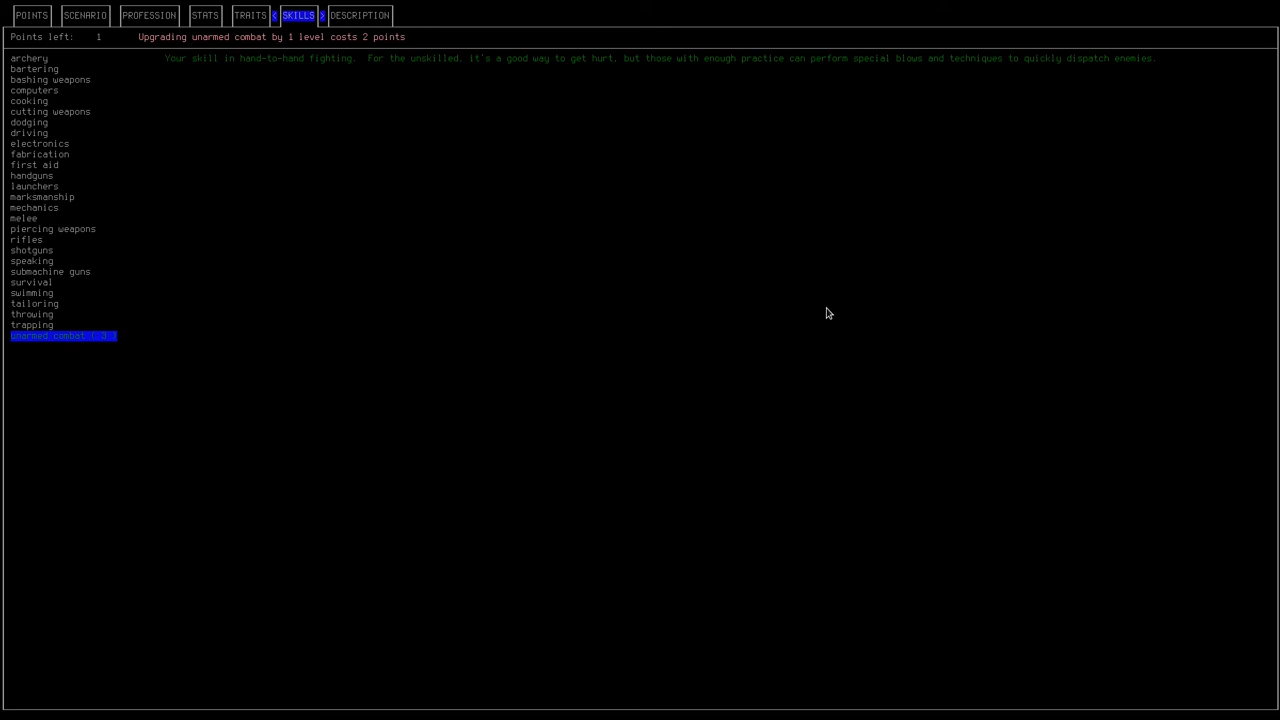 POINTS SCENARIO PROFESSION STATS TRAITS < SKILLS > DESCRIPTION
Points left: 1 Upgrading unarmed combat by 1 level costs 2 points
archery Your skill in hand-to-hand fighting. For the unskilled, it's a good way to get hurt, but those with enough practice can perform special blows and techniques to quickly dispatch enemies.
bartering
bashing weapons
computers
cooking
cutting weapons
dodging
driving
electronics
fabrication
first aid
handguns
launchers
marksmanship
mechanics
melee
piercing weapons
rifles
shotguns
speaking
submachine guns
survival
swimming
tailoring
throwing
trapping
unarmed combat ( 3 )